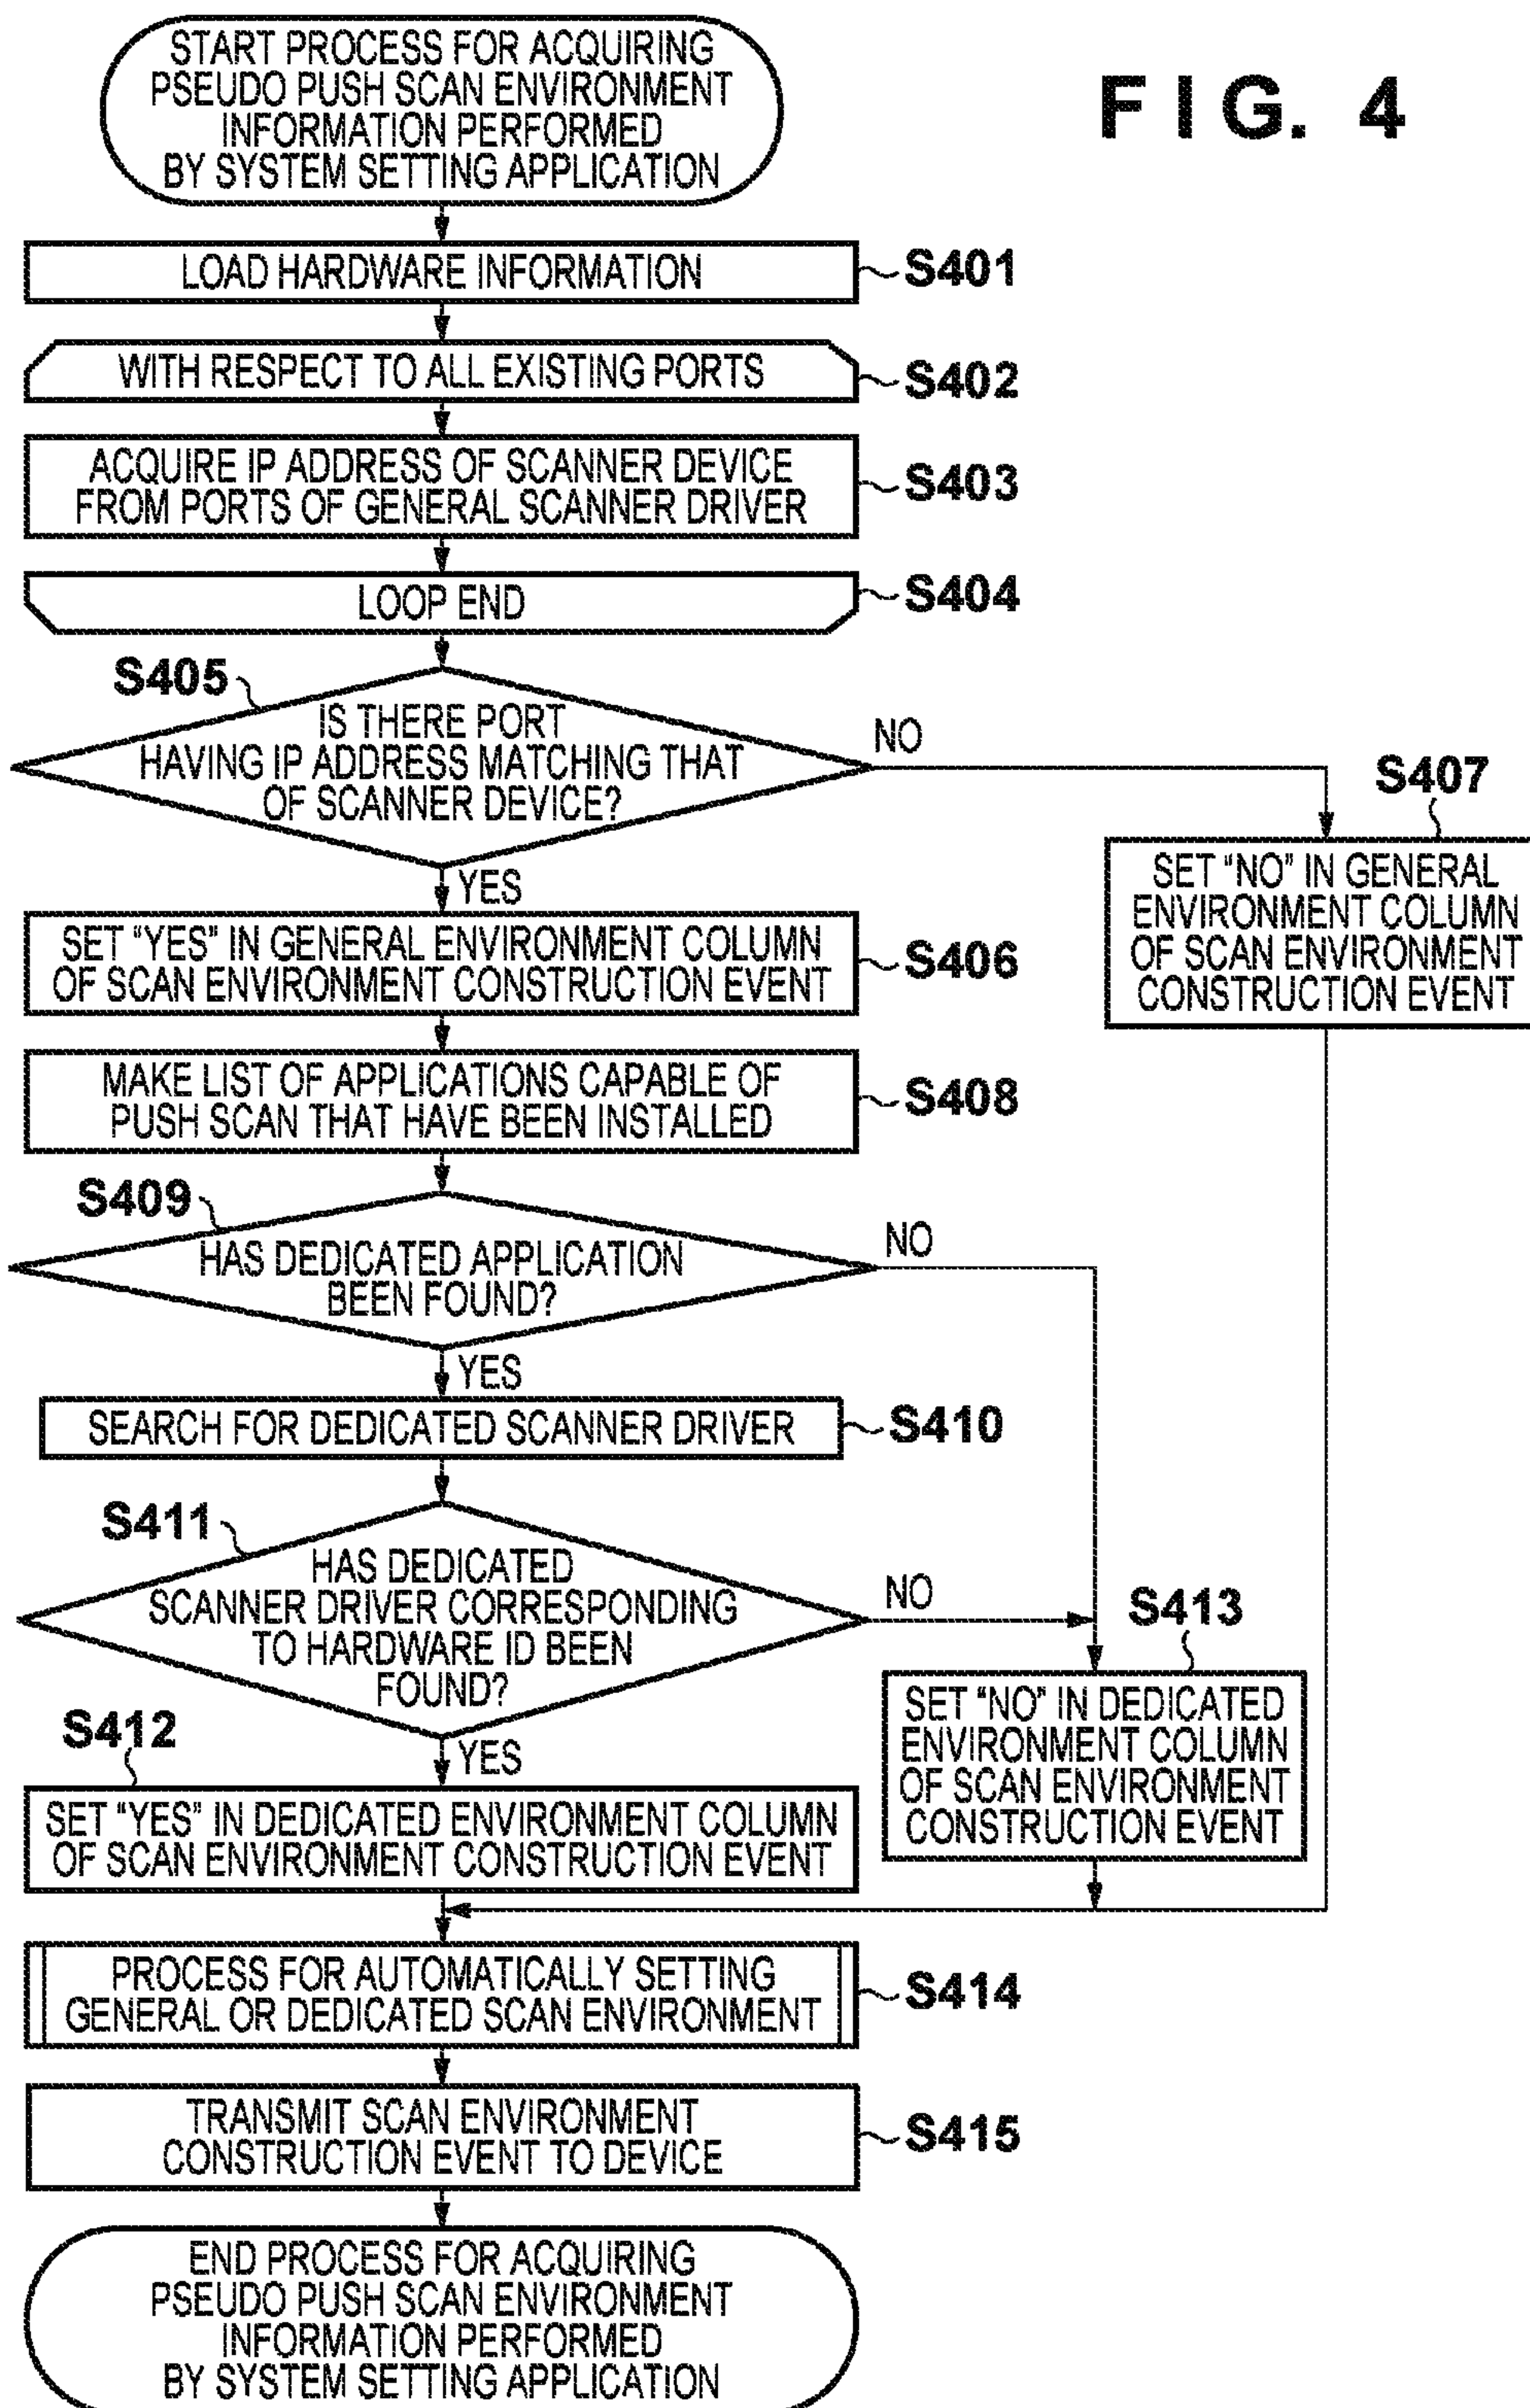 FIG. 4
START PROCESS FOR ACQUIRING
PSEUDO PUSH SCAN ENVIRONMENT
INFORMATION PERFORMED
BY SYSTEM SETTING APPLICATION
LOAD HARDWARE INFORMATION
S401
WITH RESPECT TO ALL EXISTING PORTS
S402
ACQUIRE IP ADDRESS OF SCANNER DEVICE
FROM PORTS OF GENERAL SCANNER DRIVER
S403
LOOP END
S404
S405
IS THERE PORT
HAVING IP ADDRESS MATCHING THAT
OF SCANNER DEVICE?
NO
YES
S407
SET "NO" IN GENERAL
ENVIRONMENT COLUMN
OF SCAN ENVIRONMENT
CONSTRUCTION EVENT
SET "YES" IN GENERAL ENVIRONMENT COLUMN
OF SCAN ENVIRONMENT CONSTRUCTION EVENT
S406
MAKE LIST OF APPLICATIONS CAPABLE OF
PUSH SCAN THAT HAVE BEEN INSTALLED
S408
S409
HAS DEDICATED APPLICATION
BEEN FOUND?
NO
YES
SEARCH FOR DEDICATED SCANNER DRIVER
S410
S411
HAS DEDICATED
SCANNER DRIVER CORRESPONDING
TO HARDWARE ID BEEN
FOUND?
NO
YES
S413
SET "NO" IN DEDICATED
ENVIRONMENT COLUMN
OF SCAN ENVIRONMENT
CONSTRUCTION EVENT
S412
SET "YES" IN DEDICATED ENVIRONMENT COLUMN
OF SCAN ENVIRONMENT CONSTRUCTION EVENT
PROCESS FOR AUTOMATICALLY SETTING
GENERAL OR DEDICATED SCAN ENVIRONMENT
S414
TRANSMIT SCAN ENVIRONMENT
CONSTRUCTION EVENT TO DEVICE
S415
END PROCESS FOR ACQUIRING
PSEUDO PUSH SCAN ENVIRONMENT
INFORMATION PERFORMED
BY SYSTEM SETTING APPLICATION